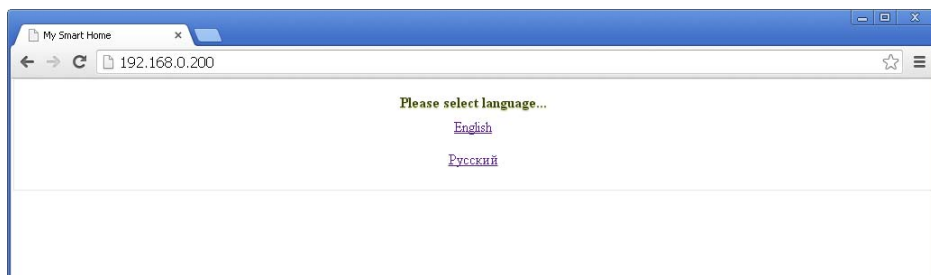 My Smart Home
192.168.0.200
Please select language...
English
Русский